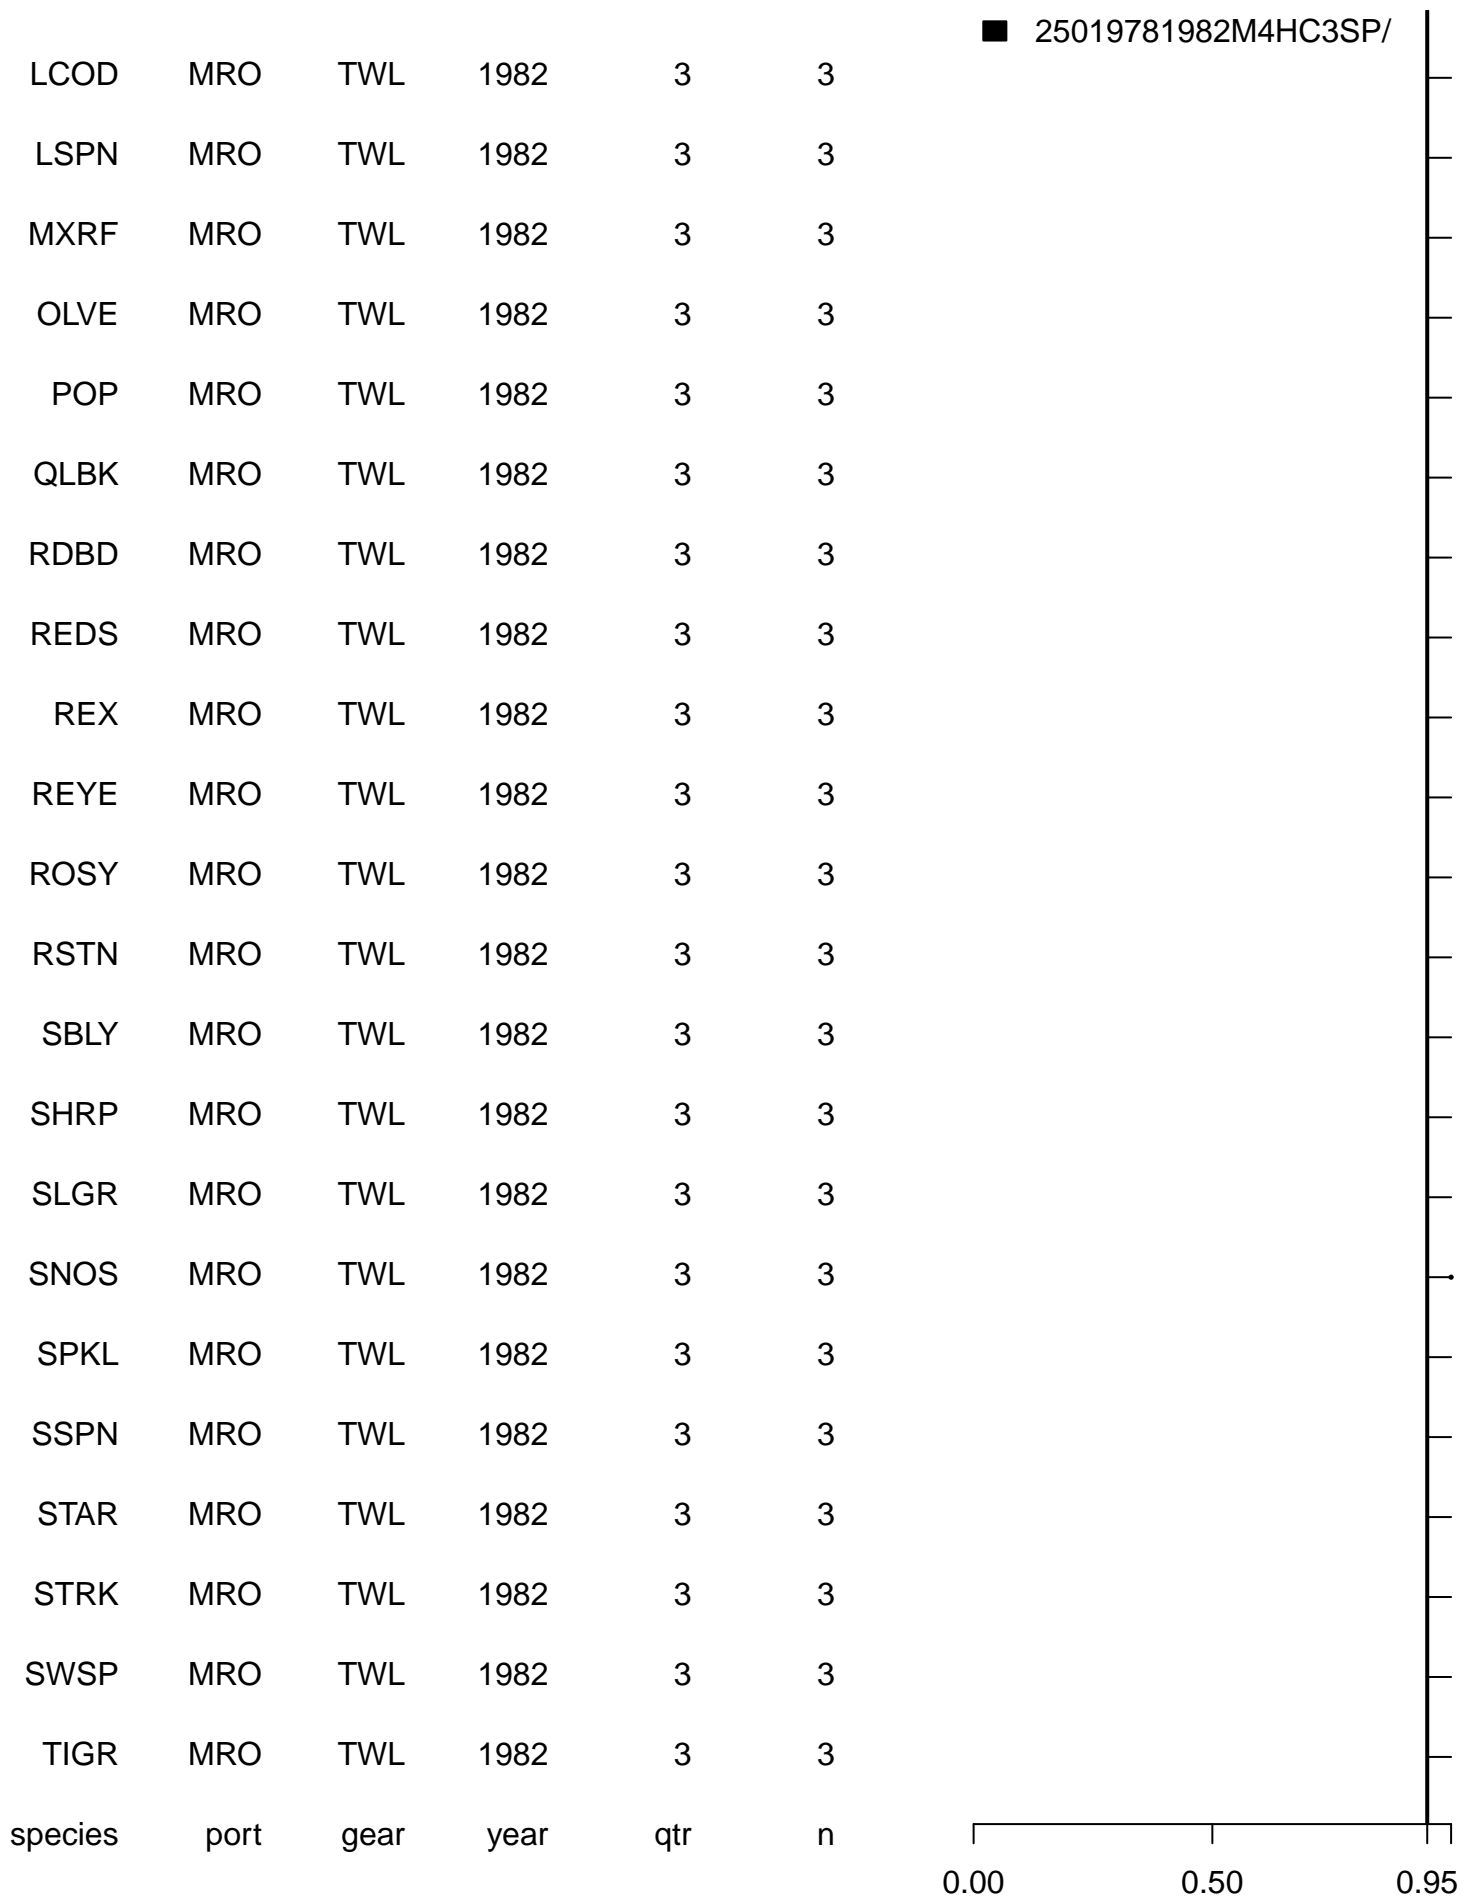 25019781982M4HC3SP/
LCOD MRO TWL 1982 3 3
LSPN MRO TWL 1982 3 3
MXRF MRO TWL 1982 3 3
OLVE MRO TWL 1982 3 3
POP MRO TWL 1982 3 3
QLBK MRO TWL 1982 3 3
RDBD MRO TWL 1982 3 3
REDS MRO TWL 1982 3 3
REX MRO TWL 1982 3 3
REYE MRO TWL 1982 3 3
ROSY MRO TWL 1982 3 3
RSTN MRO TWL 1982 3 3
SBLY MRO TWL 1982 3 3
SHRP MRO TWL 1982 3 3
SLGR MRO TWL 1982 3 3
SNOS MRO TWL 1982 3 3
SPKL MRO TWL 1982 3 3
SSPN MRO TWL 1982 3 3
STAR MRO TWL 1982 3 3
STRK MRO TWL 1982 3 3
SWSP MRO TWL 1982 3 3
TIGR MRO TWL 1982 3 3
species port gear year qtr n
0.00 0.50 0.95